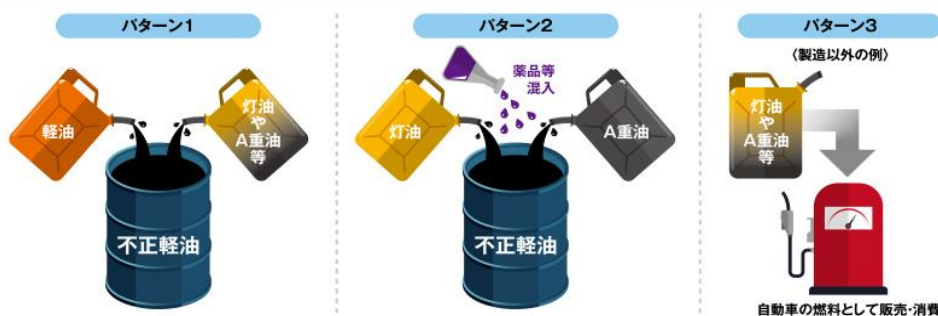 パターン1
軽油
灯油
や
A重油
等
不正軽油
パターン2
薬品等
混入
灯油
A重油
不正軽油
パターン3
〈製造以外の例〉
灯油
や
A重油
等
自動車の燃料として販売・消費